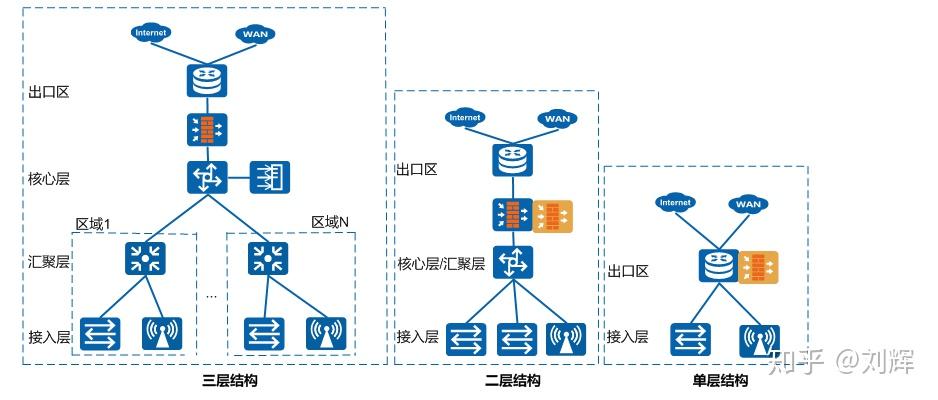 Internet
WAN
出口区
核心层
区域1
区域N
汇聚层
...
接入层
三层结构
Internet
WAN
出口区
核心层/汇聚层
接入层
二层结构
Internet
WAN
出口区
接入层
单层结构
知乎 @刘辉